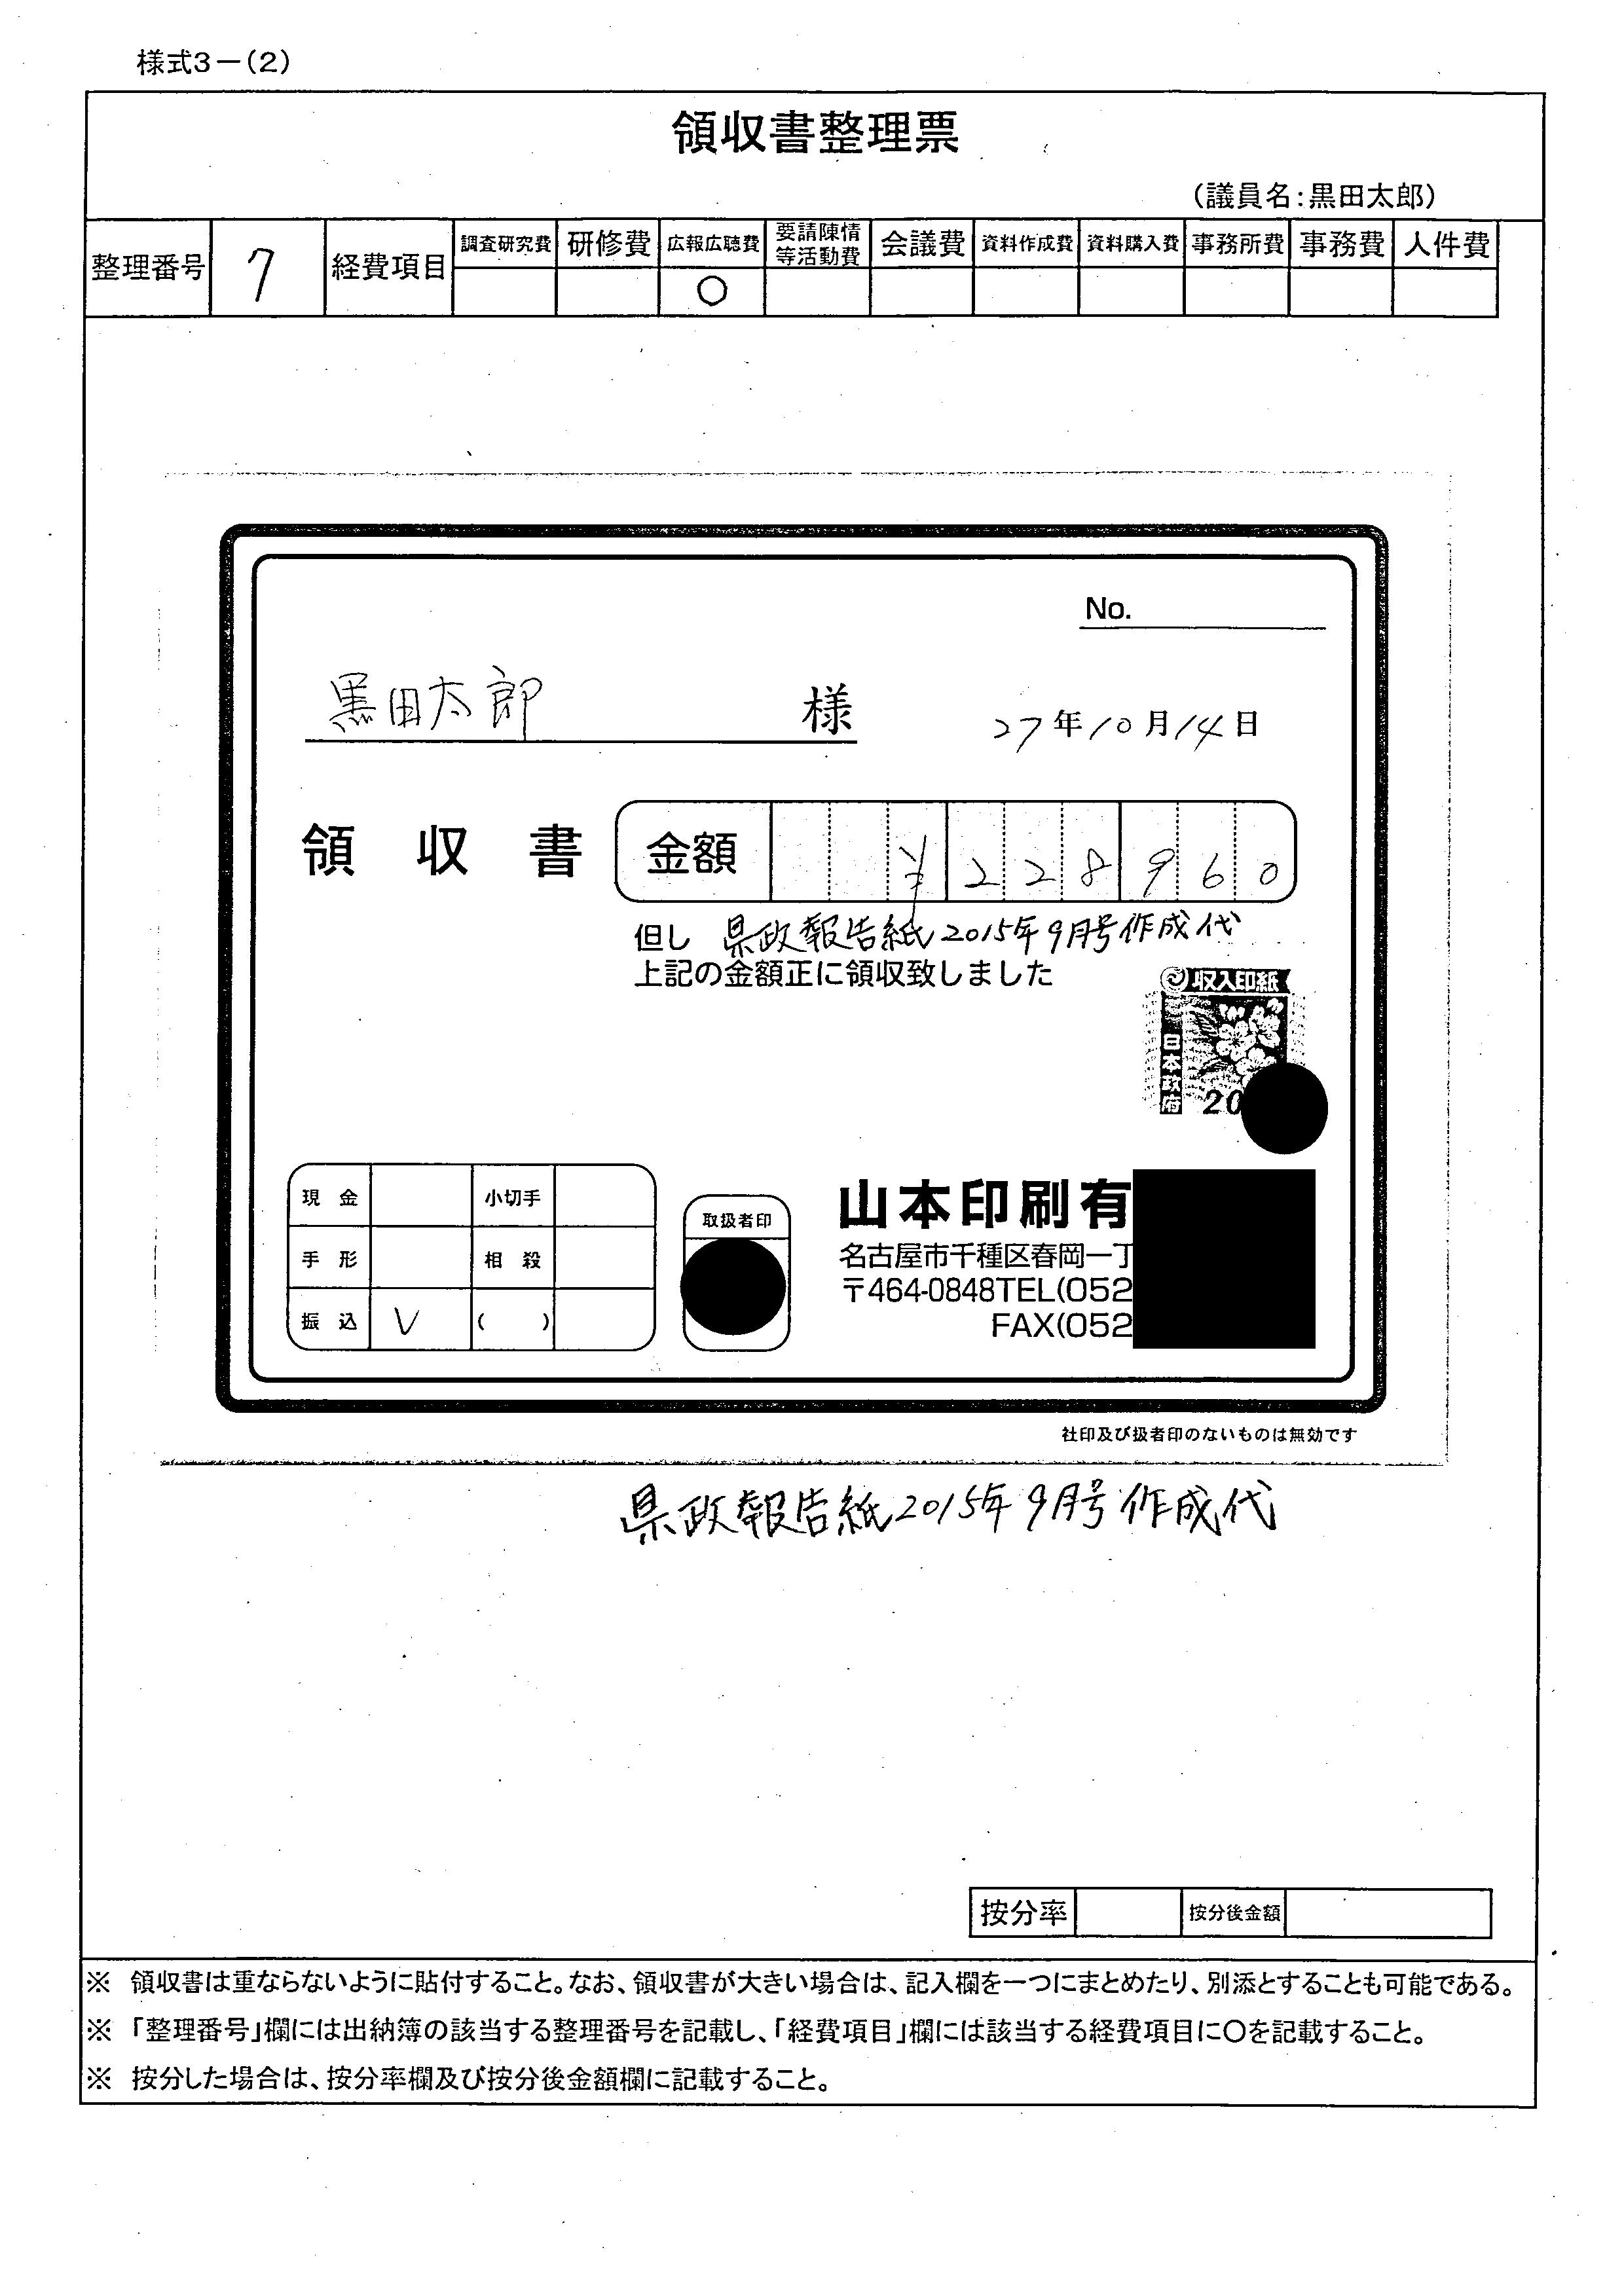 様式3-(2)
領収書整理票
(議員名:黒田太郎)
整理番号 7 経費項目 調査研究費 研修費 広報広聴費 要請陳情等活動費 会議費 資料作成費 資料購入費 事務所費 事務費 人件費
○
No.
黒田太郎 様 27年10月14日
領収書 金額 ¥228960
但し 県政報告紙2015年9月号作成代
上記の金額正に領収致しました
収入印紙
日本政府
20
現金 小切手
手形 相殺
振込 V ( )
取扱者印
山本印刷有
名古屋市千種区春岡一丁
〒464-0848TEL(052
FAX(052
社印及び扱者印のないものは無効です
県政報告紙2015年9月号作成代
按分率 按分後金額
※ 領収書は重ならないように貼付すること。なお、領収書が大きい場合は、記入欄を一つにまとめたり、別添とすることも可能である。
※ 「整理番号」欄には出納簿の該当する整理番号を記載し、「経費項目」欄には該当する経費項目に○を記載すること。
※ 按分した場合は、按分率欄及び按分後金額欄に記載すること。